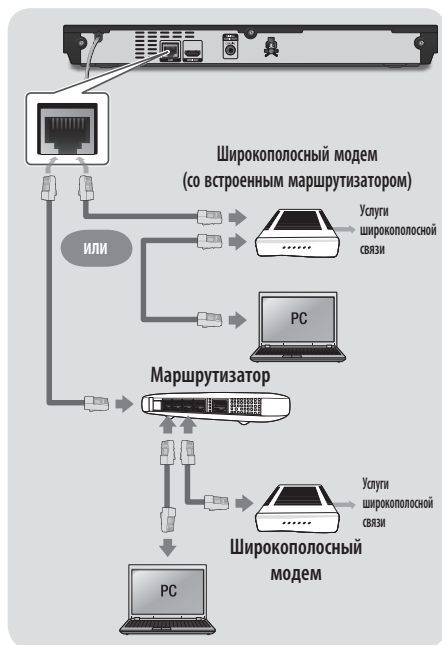 Широкополосный модем
(со встроенным маршрутизатором)
Услуги
широкополосной
связи
ИЛИ
PC
Маршрутизатор
Услуги
широкополосной
связи
Широкополосный
модем
PC